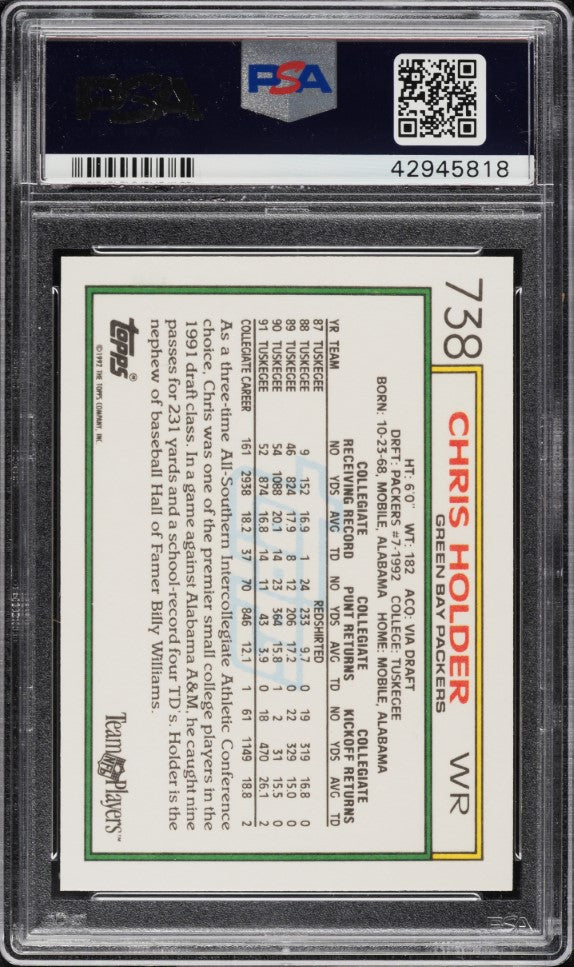 PSA
PSA
42945818
738 CHRIS HOLDER WR
GREEN BAY PACKERS
HT: 6'0" WT: 182 ACQ: VIA DRAFT
DRFT: PACKERS #7-1992 COLLEGE: TUSKEGEE
BORN: 10-23-68, MOBILE, ALABAMA HOME: MOBILE, ALABAMA
COLLEGIATE RECEIVING RECORD COLLEGIATE PUNT RETURNS COLLEGIATE KICKOFF RETURNS
YR TEAM NO YDS AVG TD NO YDS AVG TD NO YDS AVG TD
87 TUSKEGEE REDSHIRTED
88 TUSKEGEE 9 152 16.9 1 24 233 9.7 0 19 319 16.8 0
89 TUSKEGEE 46 824 17.9 8 12 206 17.2 0 22 329 15.0 0
90 TUSKEGEE 54 1088 20.1 14 23 364 15.8 1 2 31 15.5 0
91 TUSKEGEE 52 874 16.8 14 11 43 3.9 0 18 470 26.1 2
COLLEGIATE CAREER 161 2938 18.2 37 70 846 12.1 1 61 1149 18.8 2
As a three-time All-Southern Intercollegiate Athletic Conference
choice, Chris was one of the premier small college players in the
1991 draft class. In a game against Alabama A&M, he caught nine
passes for 231 yards and a school-record four TD's. Holder is the
nephew of baseball Hall of Famer Billy Williams.
topps®
©1992 THE TOPPS COMPANY, INC.
Team NFL Players™
PSA